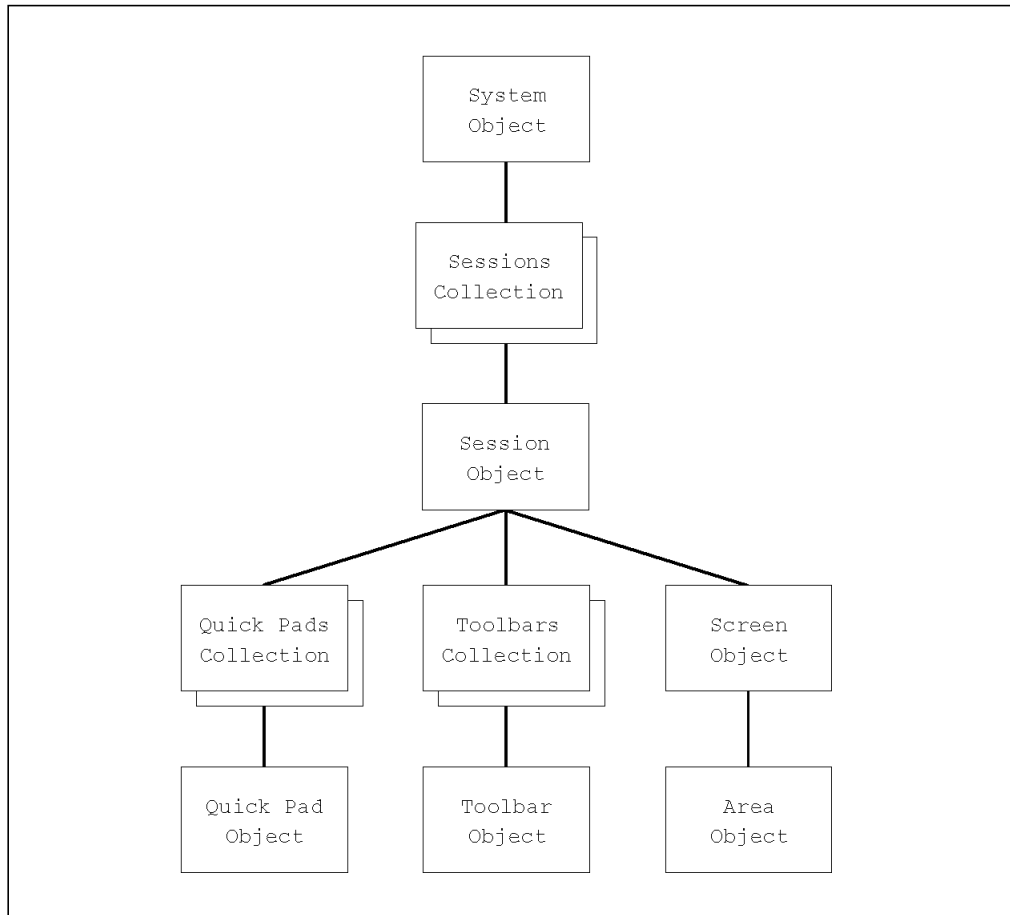 System
Object
Sessions
Collection
Session
Object
Quick Pads
Collection
Toolbars
Collection
Screen
Object
Quick Pad
Object
Toolbar
Object
Area
Object